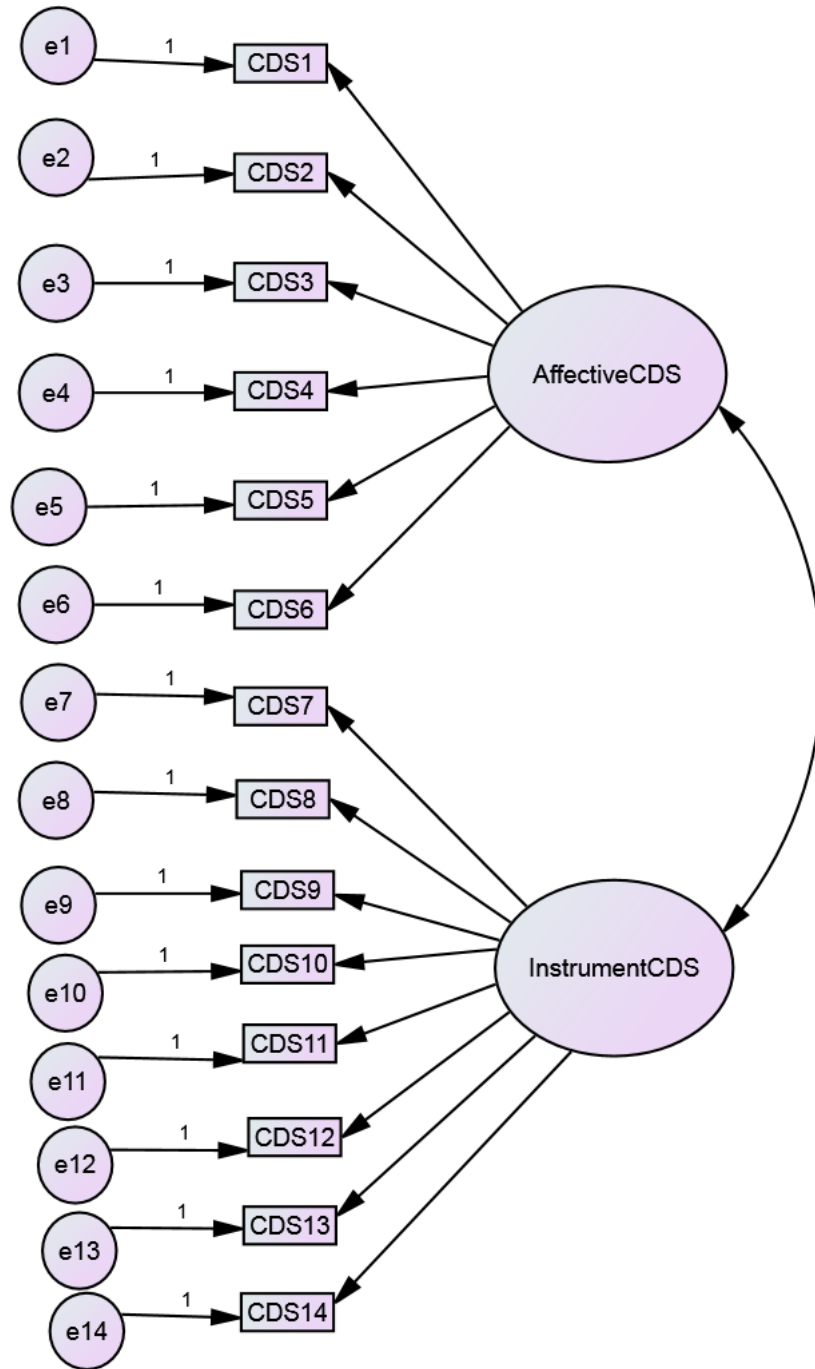 e1 1 CDS1
e2 1 CDS2
e3 1 CDS3
AffectiveCDS
e4 1 CDS4
e5 1 CDS5
e6 1 CDS6
e7 1 CDS7
e8 1 CDS8
e9 1 CDS9
e10 1 CDS10
InstrumentCDS
e11 1 CDS11
e12 1 CDS12
e13 1 CDS13
e14 1 CDS14